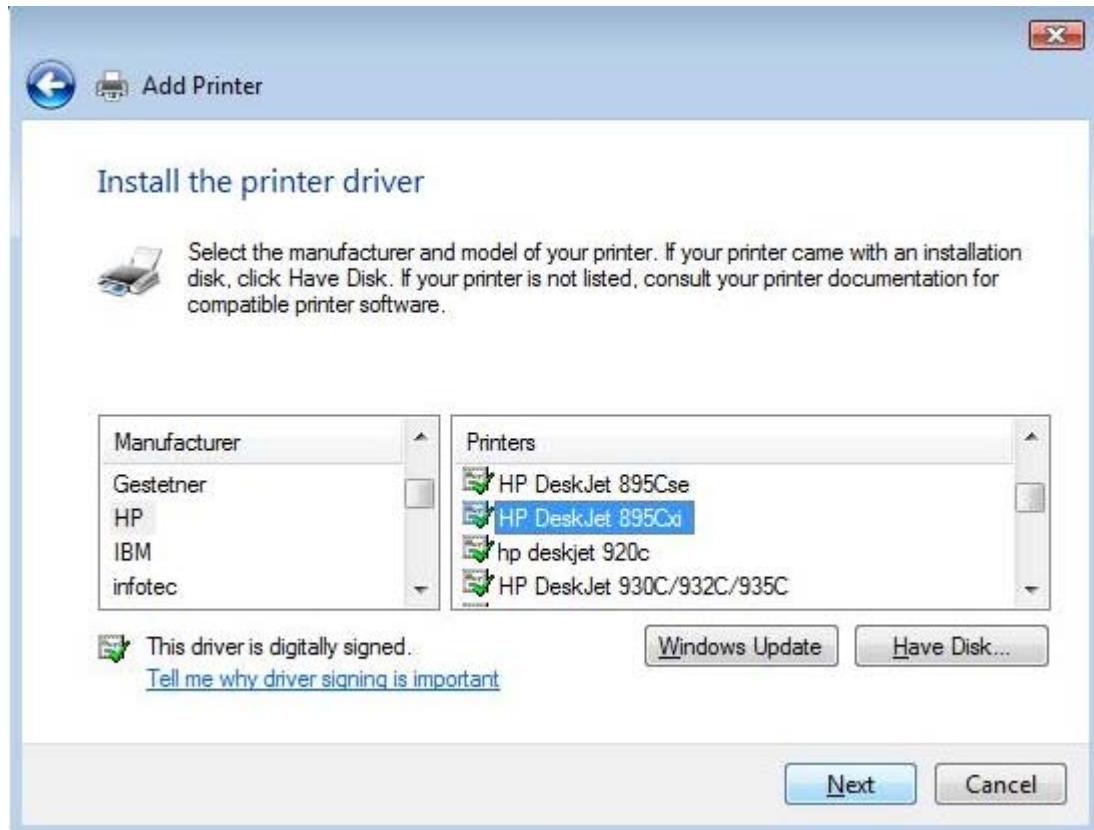 Add Printer
Install the printer driver
Select the manufacturer and model of your printer. If your printer came with an installation
disk, click Have Disk. If your printer is not listed, consult your printer documentation for
compatible printer software.
Manufacturer
Gestetner
HP
IBM
infotec
Printers
HP DeskJet 895Cse
HP DeskJet 895Cxi
hp deskjet 920c
HP DeskJet 930C/932C/935C
This driver is digitally signed.
Tell me why driver signing is important
Windows Update
Have Disk...
Next
Cancel